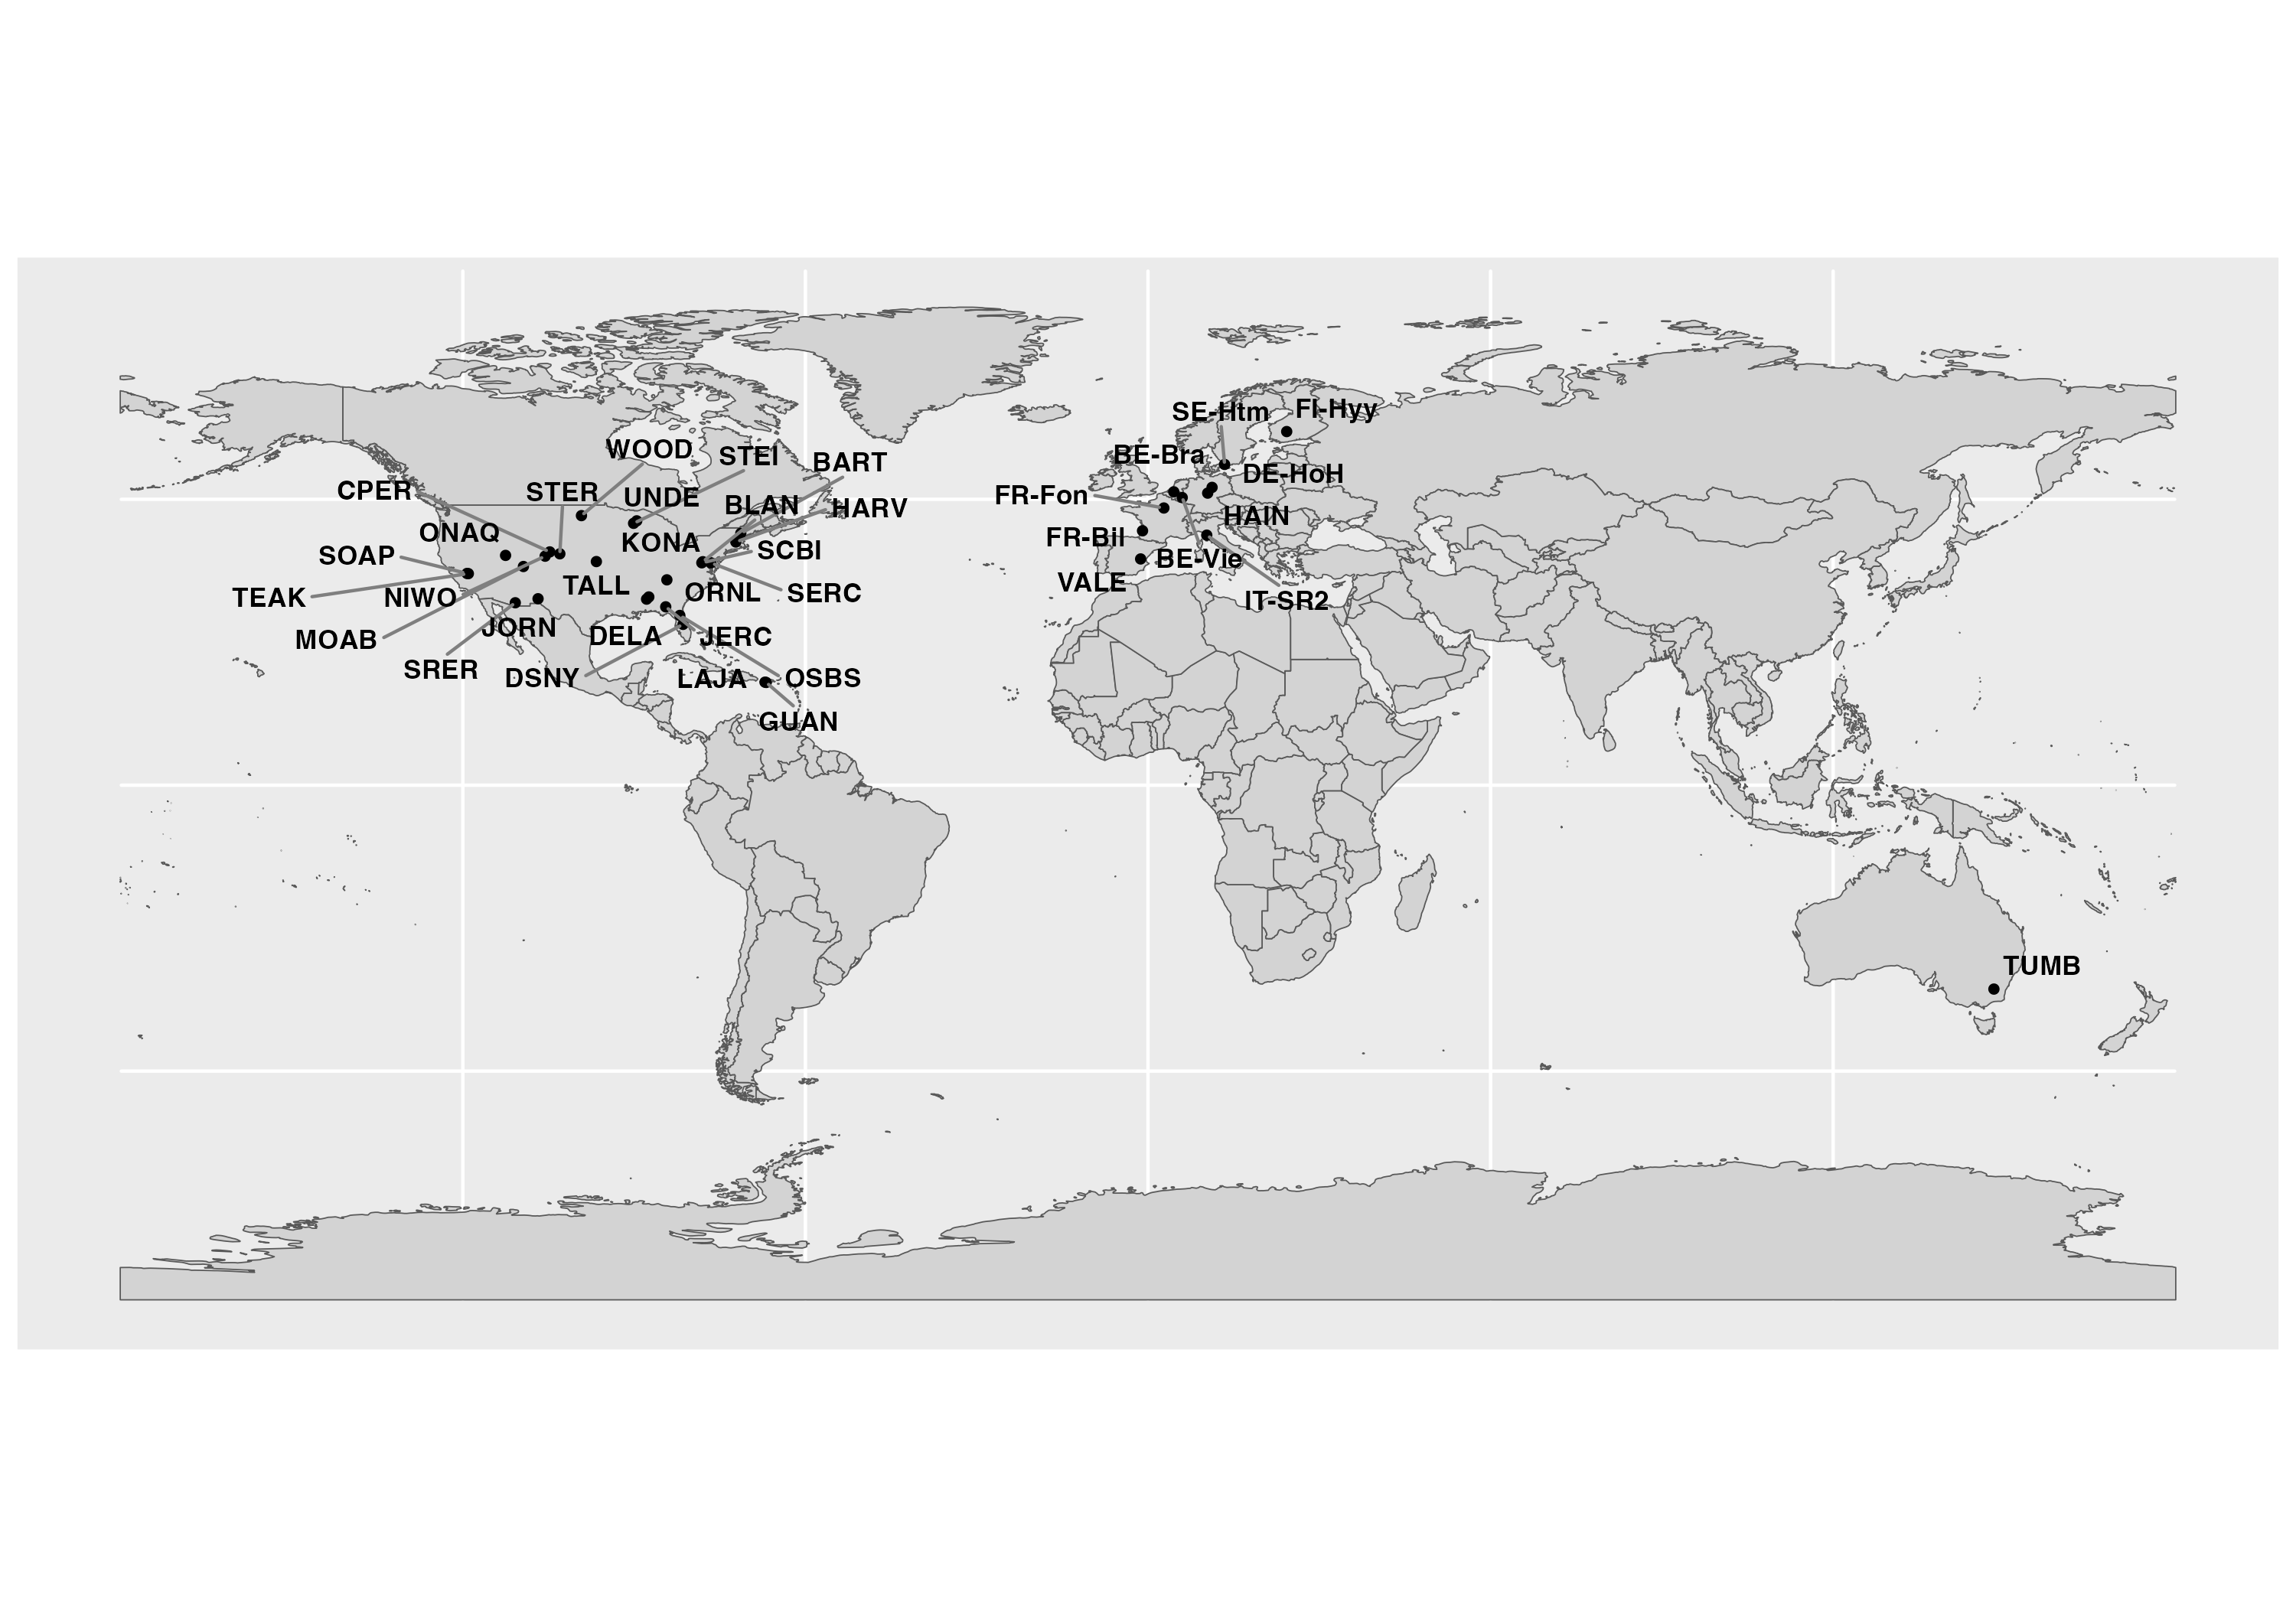 SE-Htm
FI-Hyy
WOOD
STEI
BART
BE-Bra
DE-HoH
CPER
STER
UNDE
BLAN
HARV
FR-Fon
HAIN
ONAQ
KONA
SCBI
FR-Bil
SOAP
BE-Vie
TEAK
NIWO
TALL
ORNL
SERC
VALE
IT-SR2
MOAB
JORN
DELA
JERC
SRER
DSNY
LAJA
OSBS
GUAN
TUMB